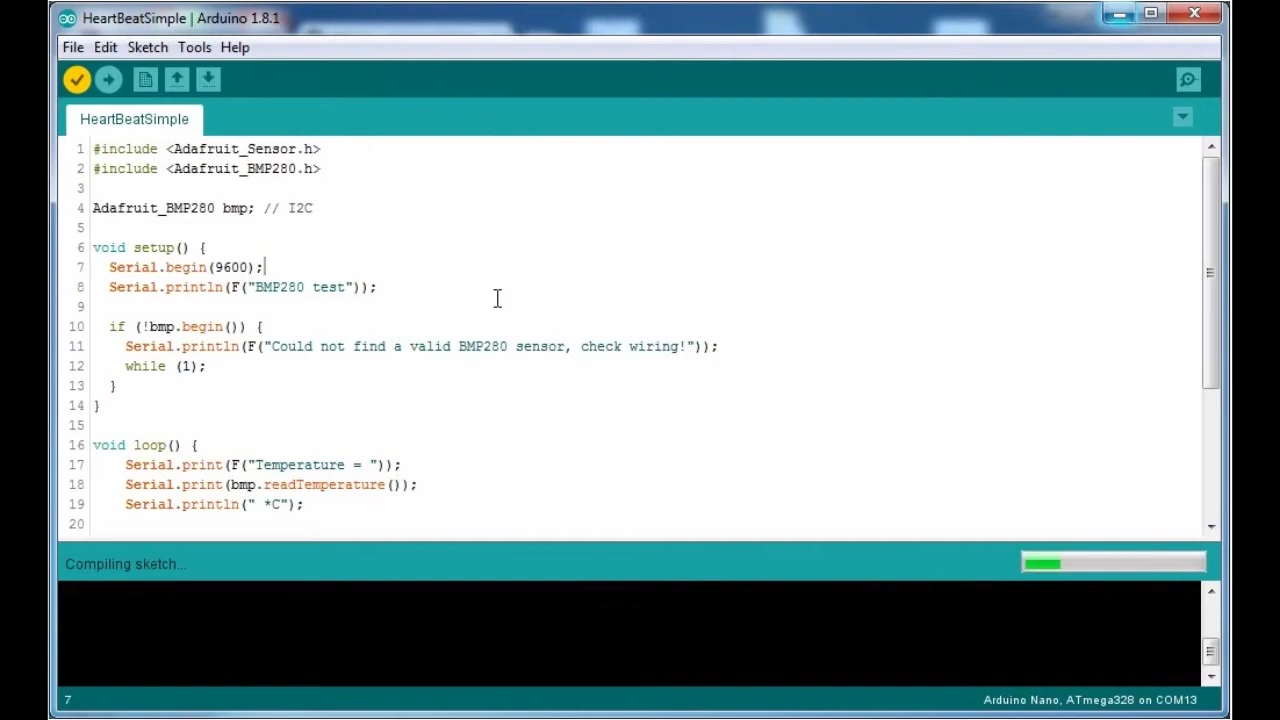 HeartBeatSimple | Arduino 1.8.1
File Edit Sketch Tools Help
HeartBeatSimple
1 #include <Adafruit_Sensor.h>
2 #include <Adafruit_BMP280.h>
3
4 Adafruit_BMP280 bmp; // I2C
5
6 void setup() {
7   Serial.begin(9600);
8   Serial.println(F("BMP280 test"));
9
10   if (!bmp.begin()) {
11     Serial.println(F("Could not find a valid BMP280 sensor, check wiring!"));
12     while (1);
13   }
14 }
15
16 void loop() {
17     Serial.print(F("Temperature = "));
18     Serial.print(bmp.readTemperature());
19     Serial.println(" *C");
20
Compiling sketch...
7 Arduino Nano, ATmega328 on COM13